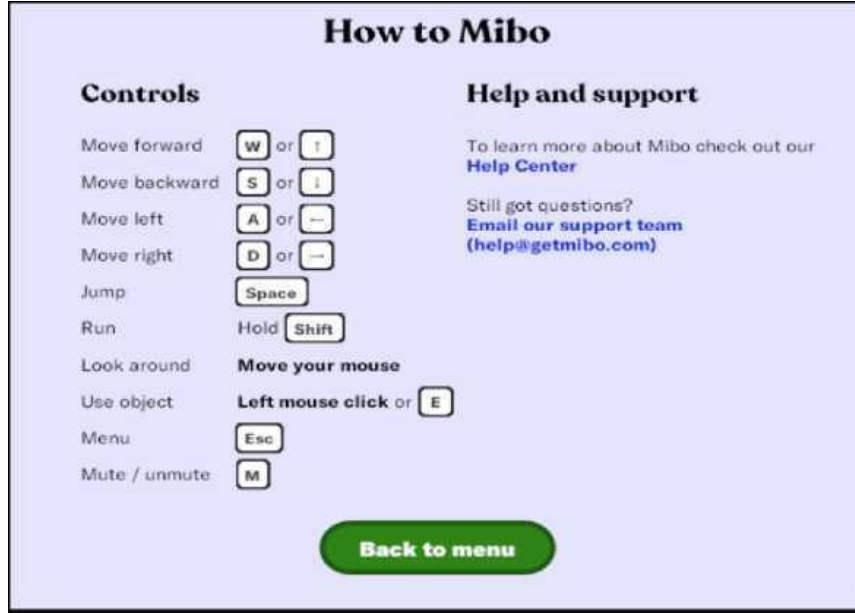 How to Mibo
Controls
Move forward W or ↑
Move backward S or ↓
Move left A or ←
Move right D or →
Jump Space
Run Hold Shift
Look around Move your mouse
Use object Left mouse click or E
Menu Esc
Mute / unmute M
Help and support
To learn more about Mibo check out our
Help Center
Still got questions?
Email our support team
(help@getmibo.com)
Back to menu